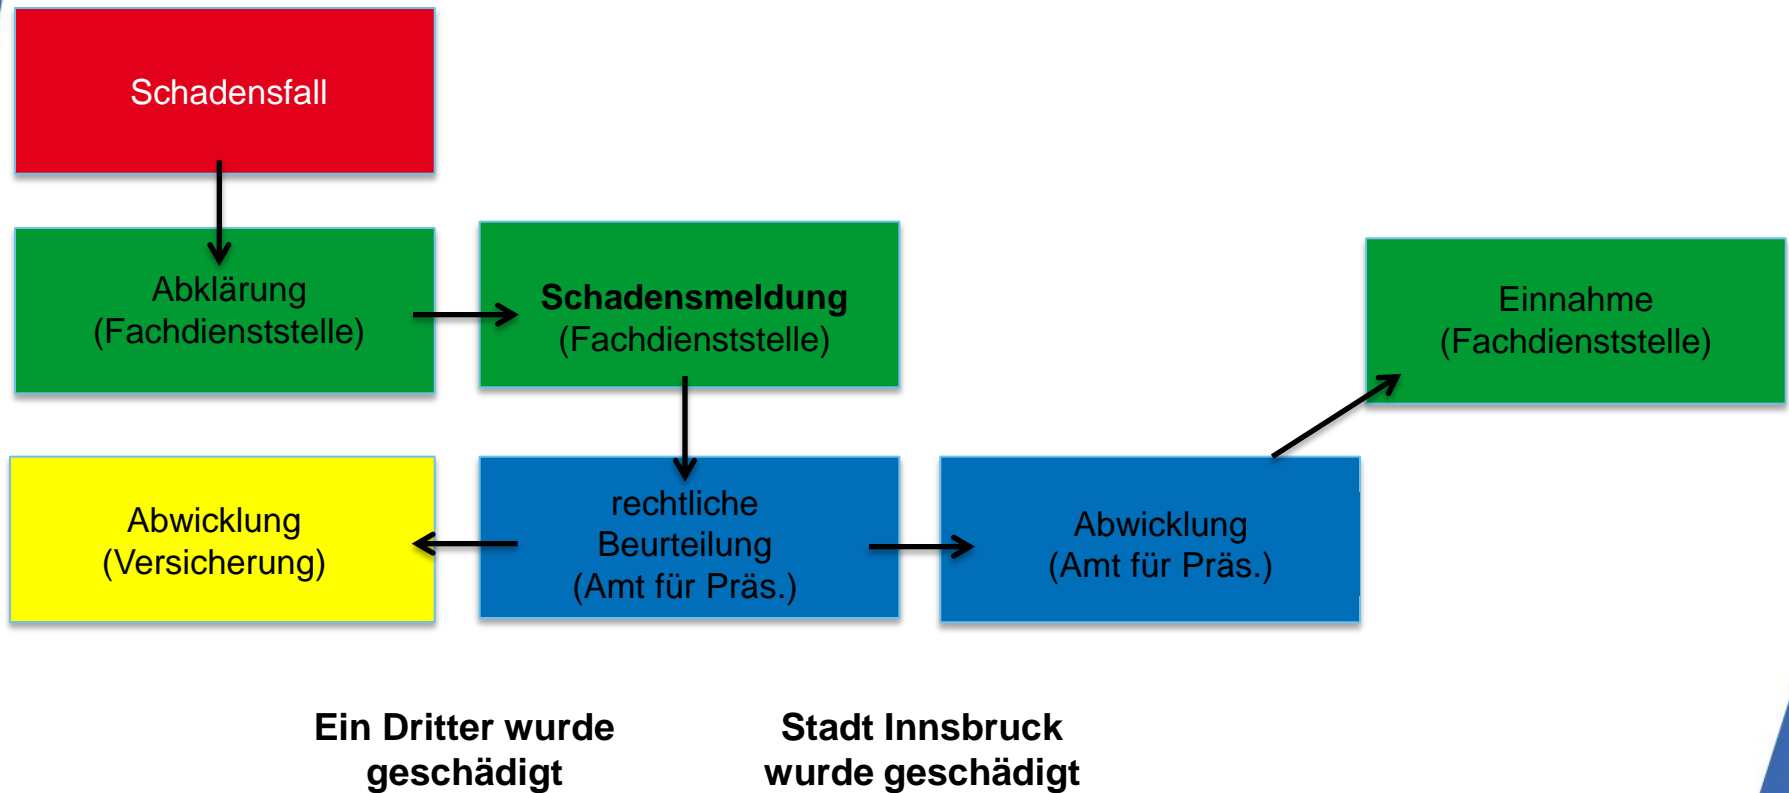 Schadensfall
Abklärung
(Fachdienststelle)
Schadensmeldung
(Fachdienststelle)
Einnahme
(Fachdienststelle)
Abwicklung
(Versicherung)
rechtliche
Beurteilung
(Amt für Präs.)
Abwicklung
(Amt für Präs.)
Ein Dritter wurde
geschädigt
Stadt Innsbruck
wurde geschädigt